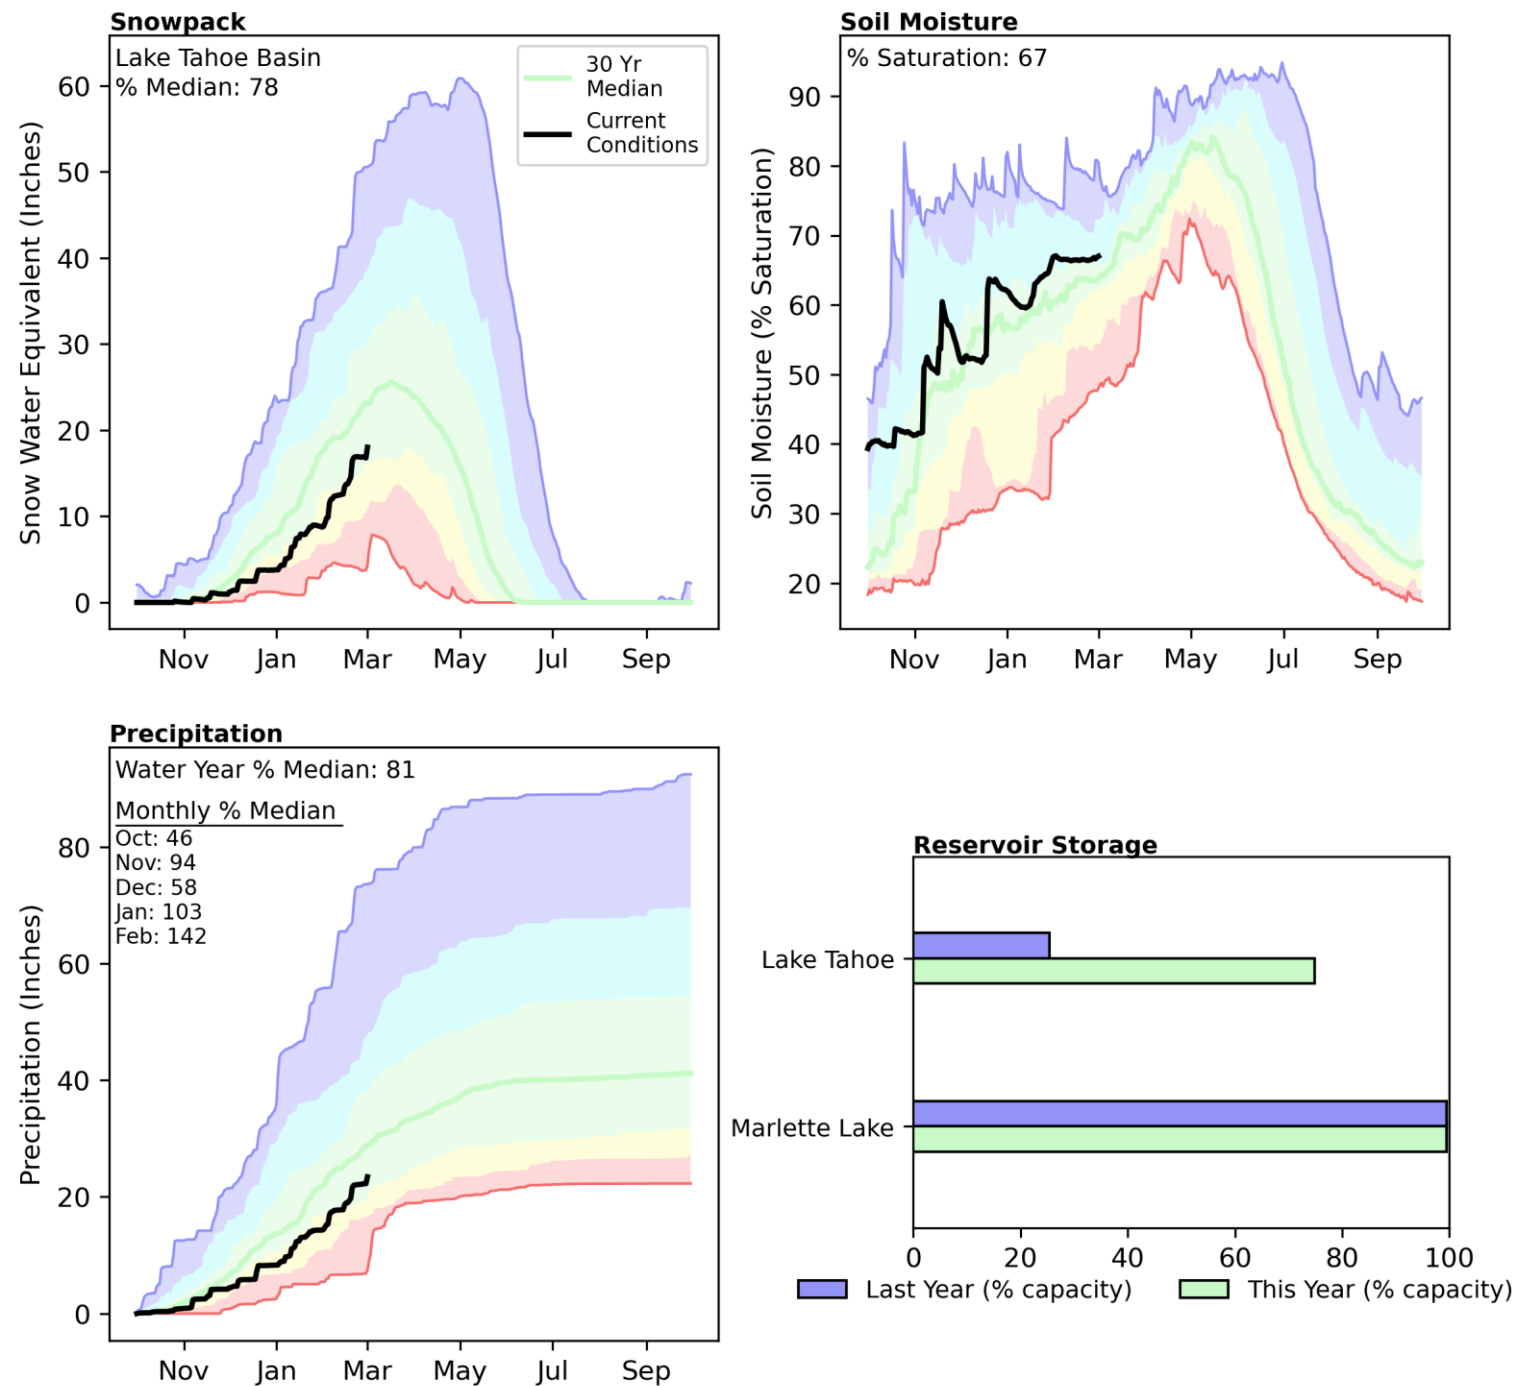 Snowpack
Lake Tahoe Basin
% Median: 78
30 Yr
Median
Current
Conditions
Snow Water Equivalent (Inches)
60
50
40
30
20
10
0
Nov Jan Mar May Jul Sep
Soil Moisture
% Saturation: 67
Soil Moisture (% Saturation)
90
80
70
60
50
40
30
20
Nov Jan Mar May Jul Sep
Precipitation
Water Year % Median: 81
Monthly % Median
Oct: 46
Nov: 94
Dec: 58
Jan: 103
Feb: 142
Precipitation (Inches)
80
60
40
20
0
Nov Jan Mar May Jul Sep
Reservoir Storage
Lake Tahoe
Marlette Lake
0 20 40 60 80 100
Last Year (% capacity) This Year (% capacity)